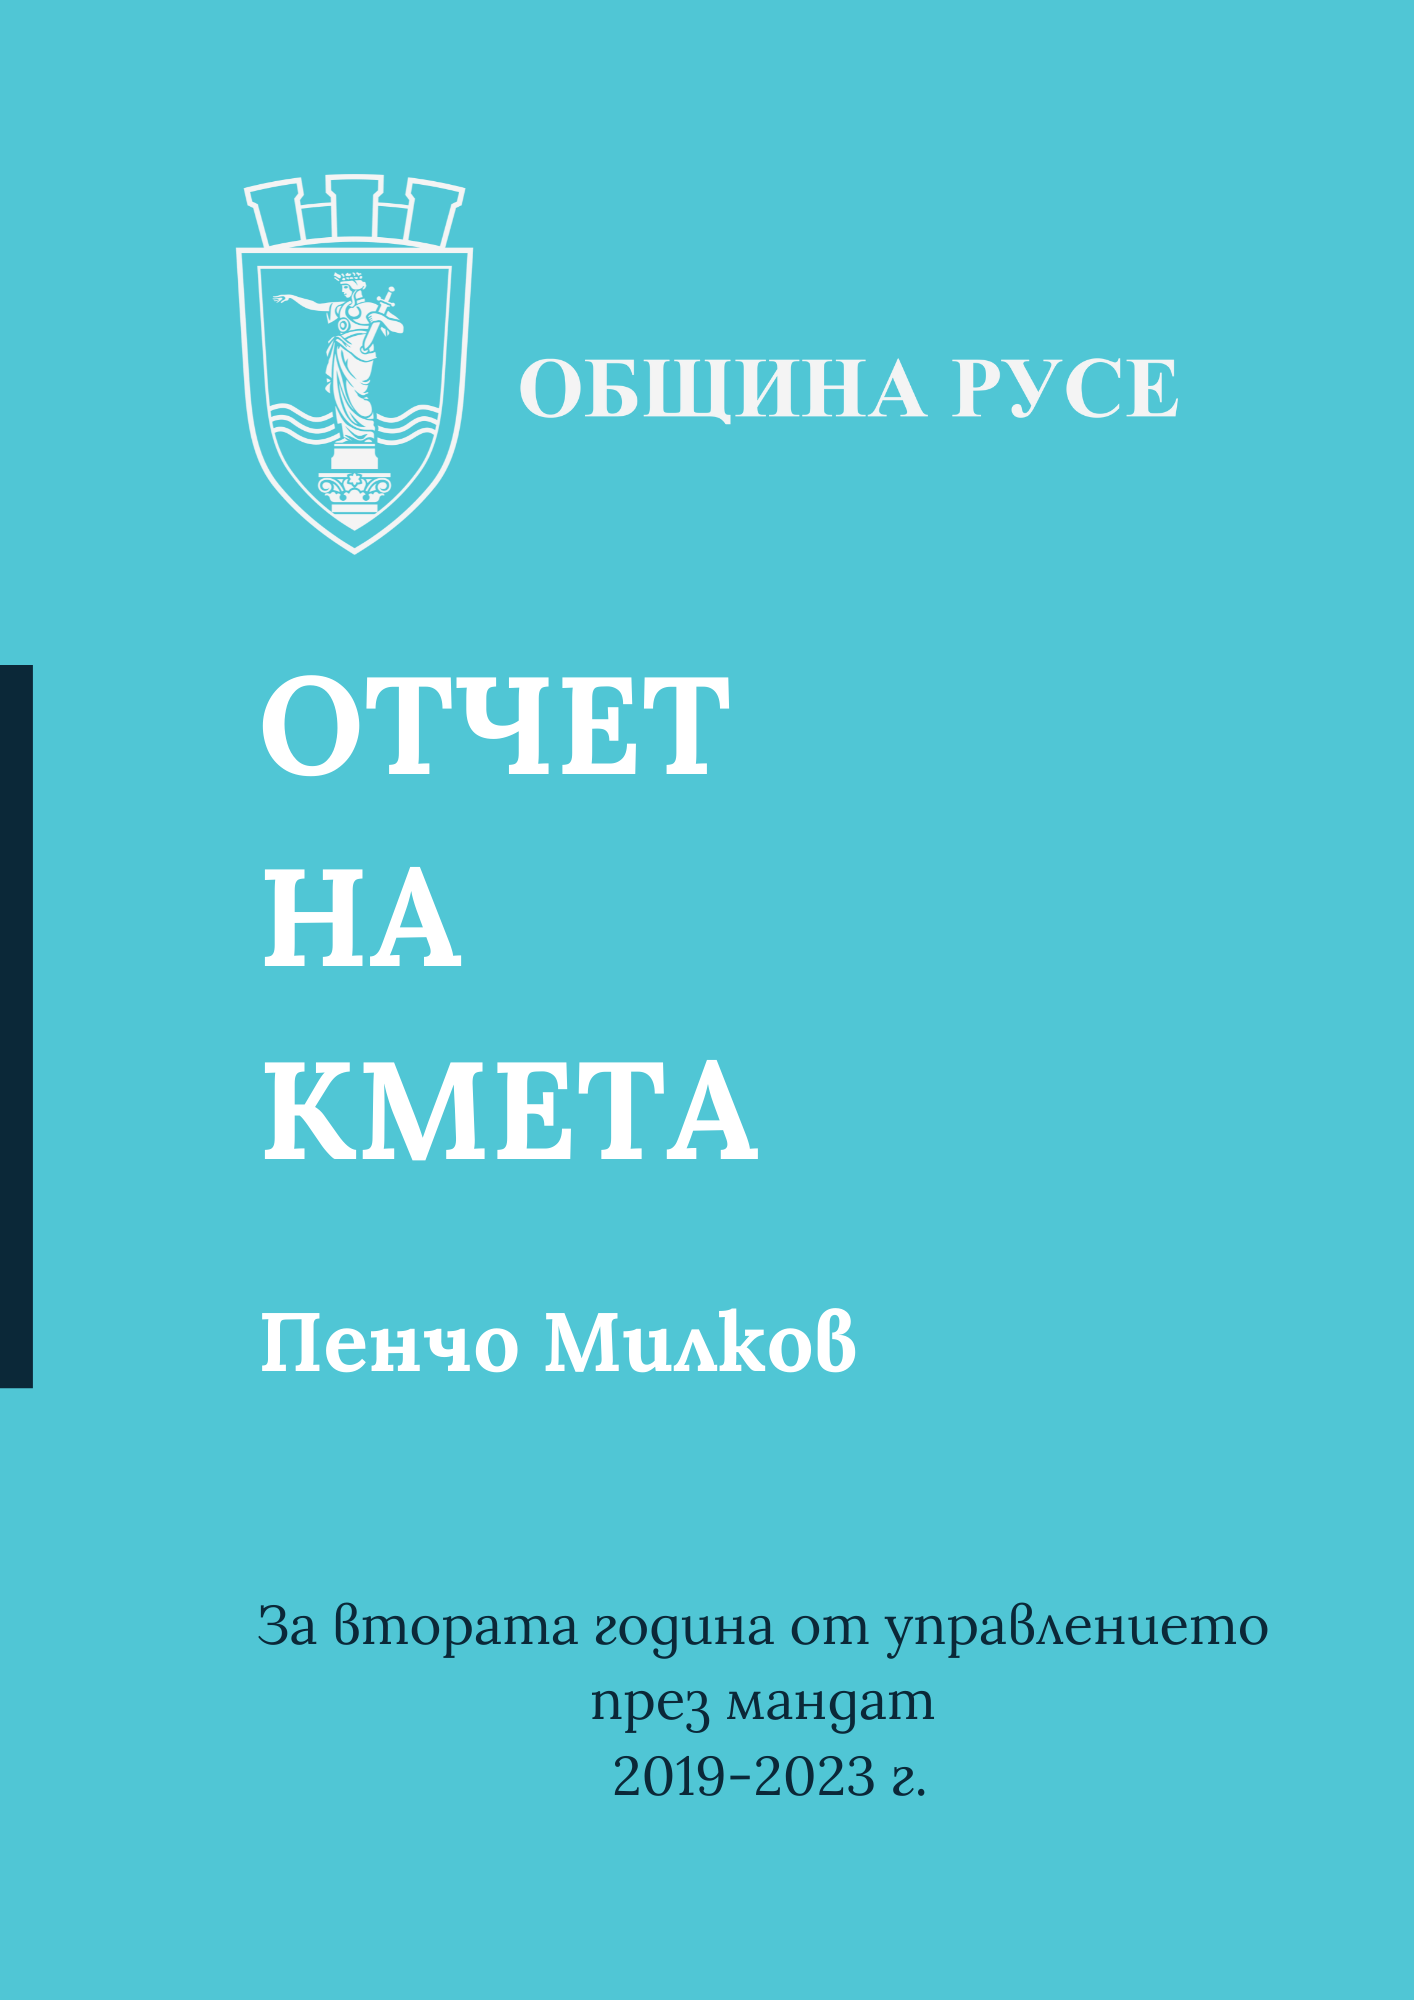 ОБЩИНА РУСЕ
ОТЧЕТ
НА
КМЕТА
Пенчо Милков
За втората година от управлението
през мандат
2019-2023 г.